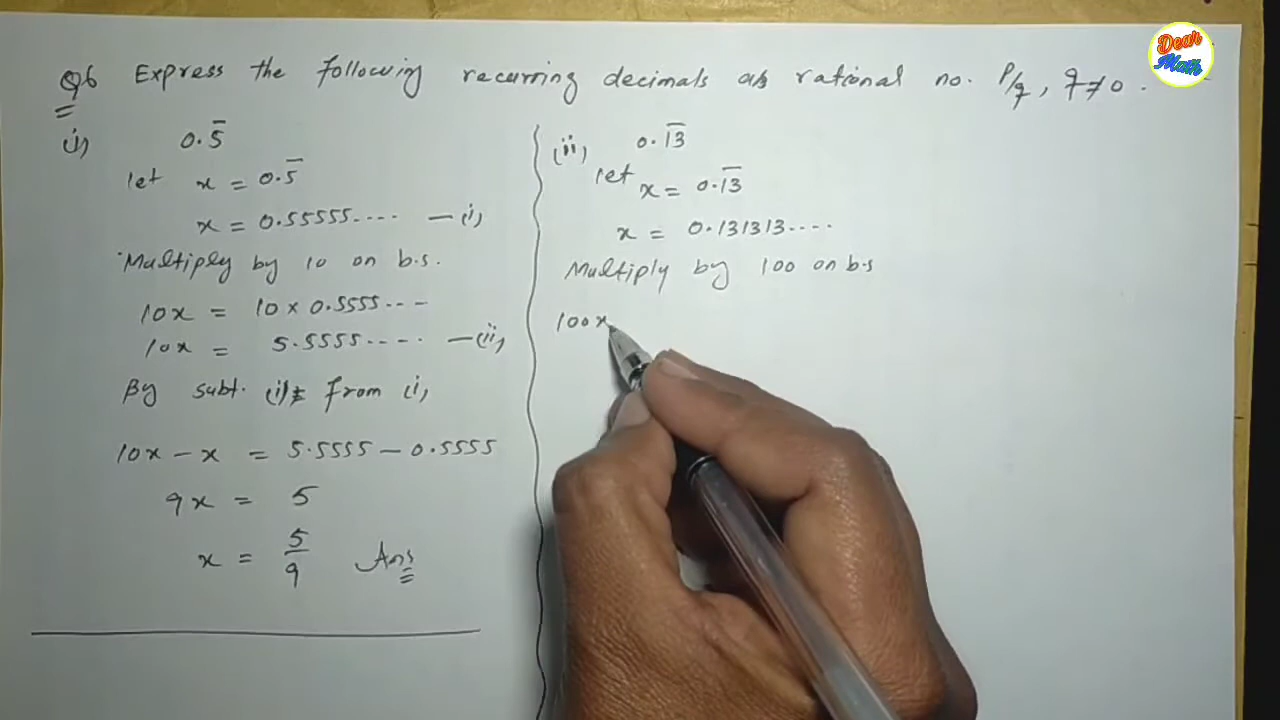 Q6 Express the following recurring decimals as rational no. P/q, q≠0.
(i) 0.5̅
let x = 0.5̅
x = 0.55555.... —(i)
Multiply by 10 on b.s.
10x = 10 x 0.5555...-
10x = 5.5555.... —(ii)
By subt. (i) from (i)
10x - x = 5.5555 - 0.5555
9x = 5
x = 5/9 Ans
(ii) 0.1̅3̅
let x = 0.1̅3̅
x = 0.131313....
Multiply by 100 on b.s
100x
Dear
Math